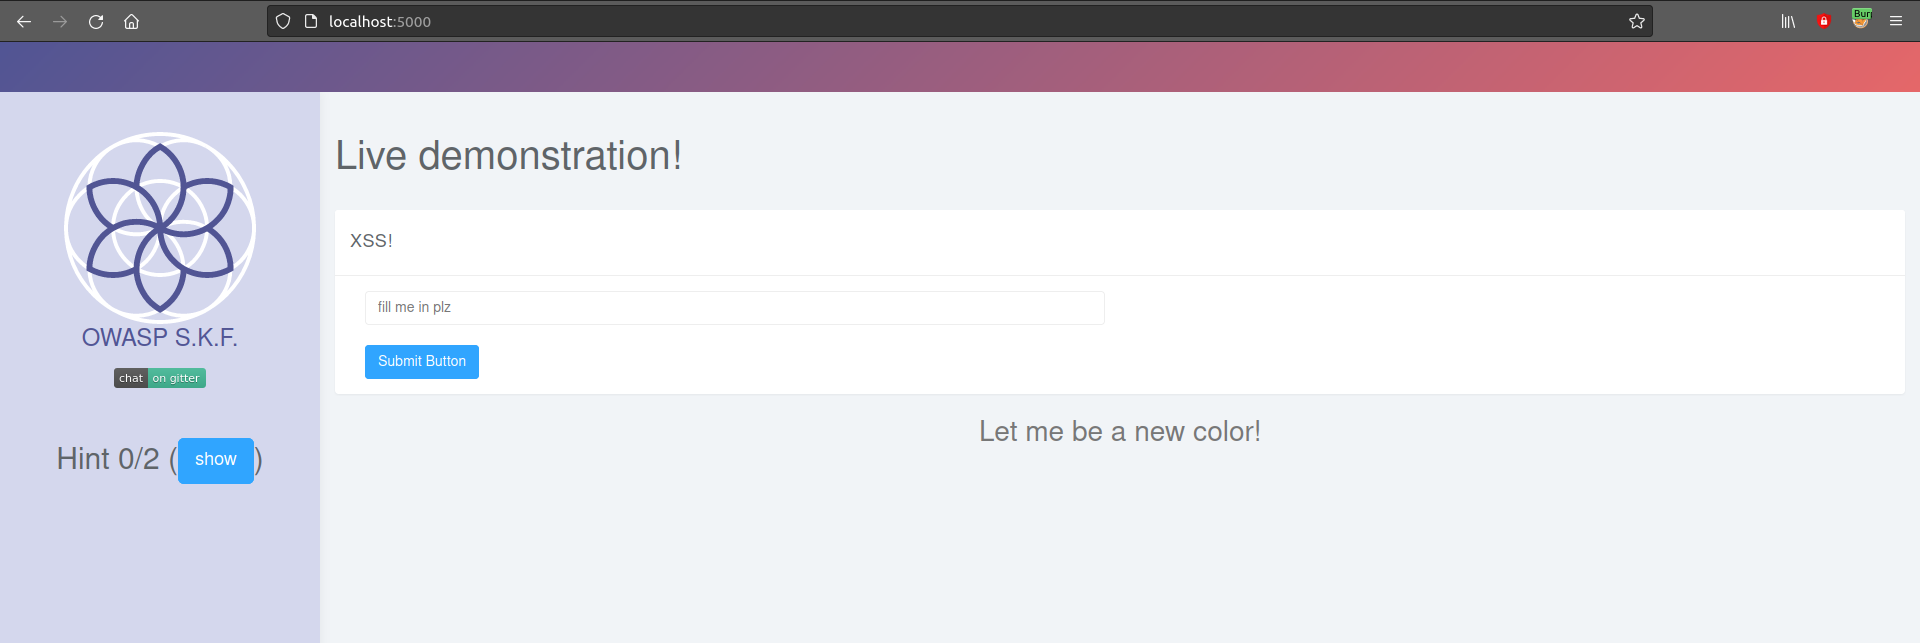 localhost:5000
Bur
Live demonstration!
XSS!
fill me in plz
Submit Button
Let me be a new color!
OWASP S.K.F.
chat on gitter
Hint 0/2 (show)